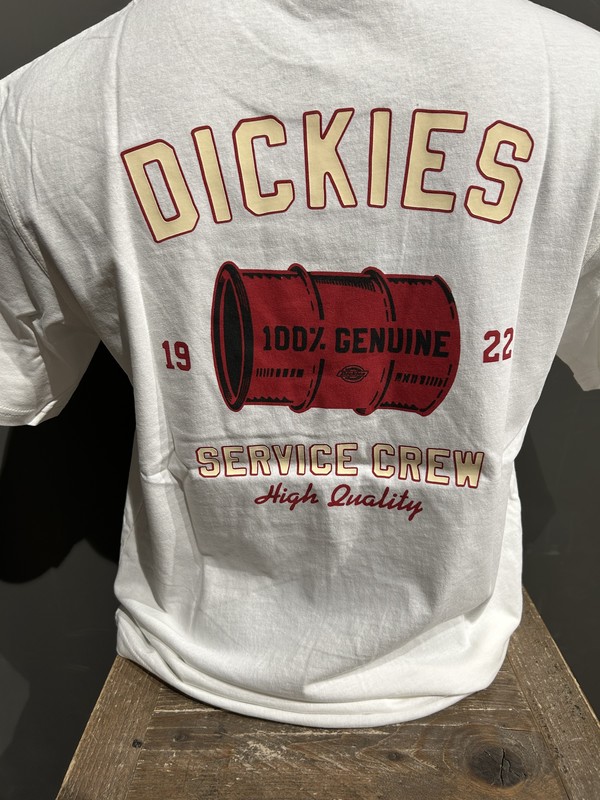 DICKIES
19 100% GENUINE 22
SERVICE CREW
High Quality